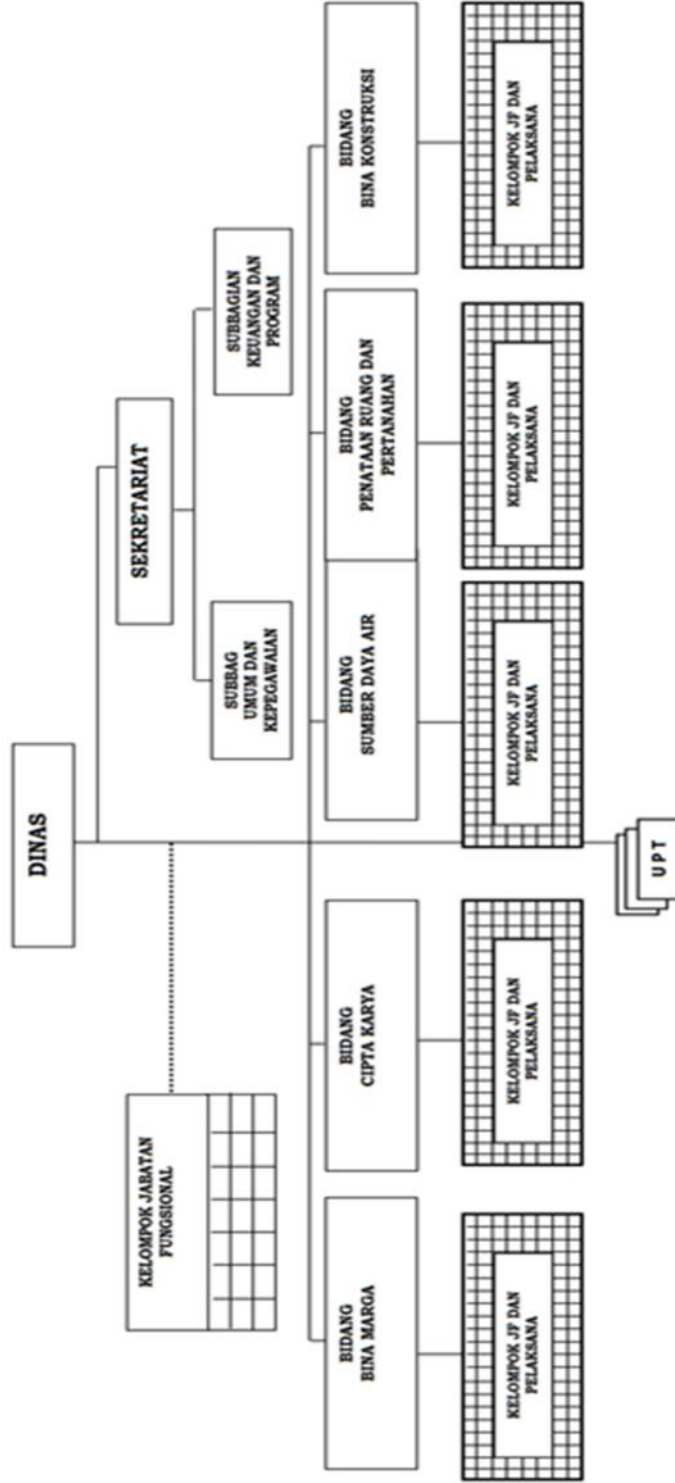 DINAS
KELOMPOK JABATAN
FUNGSIONAL
SEKRETARIAT
SUBBAG
UMUM DAN
KEPEGAWAIAN
SUBBAGIAN
KEUANGAN DAN
PROGRAM
BIDANG
BINA MARGA
BIDANG
CIPTA KARYA
BIDANG
SUMBER DAYA AIR
BIDANG
PENATAAN RUANG DAN
PERTANAHAN
BIDANG
BINA KONSTRUKSI
KELOMPOK JF DAN
PELAKSANA
KELOMPOK JF DAN
PELAKSANA
KELOMPOK JF DAN
PELAKSANA
KELOMPOK JF DAN
PELAKSANA
KELOMPOK JF DAN
PELAKSANA
UPT